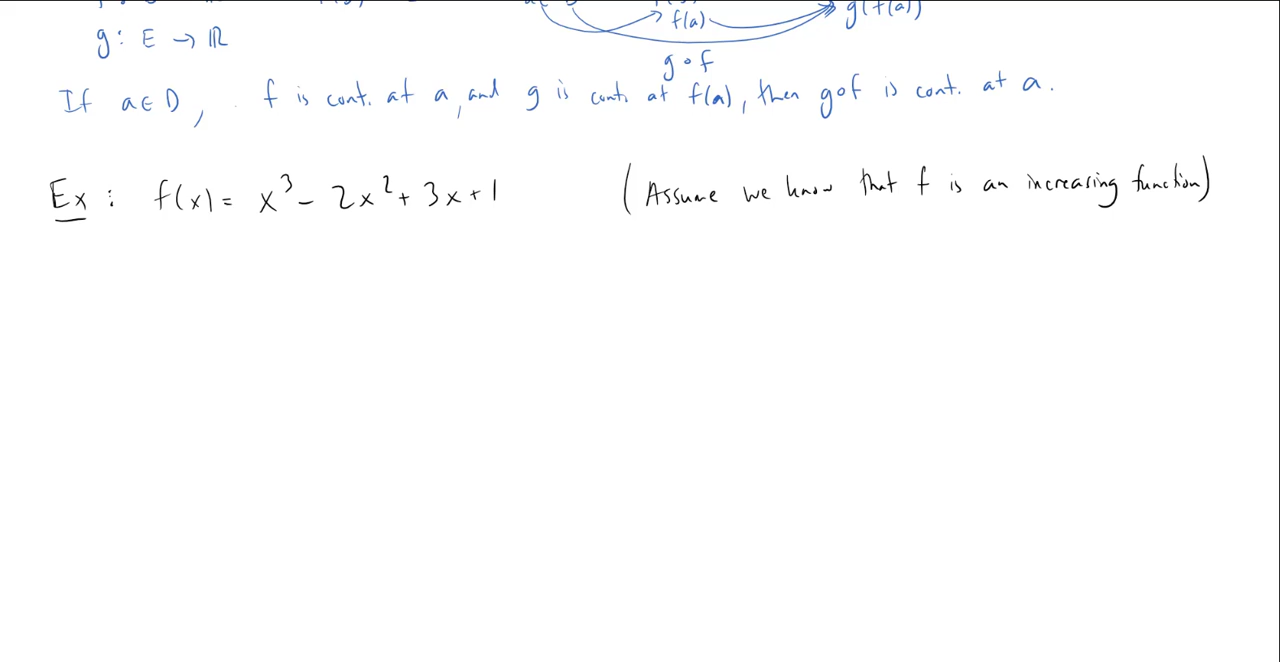 f(a) g(f(a))
g: E → ℝ
g∘f
If a ∈ D, f is cont. at a, and g is cont. at f(a), then g∘f is cont. at a.
Ex: f(x) = x³ - 2x² + 3x + 1 (Assume we know that f is an increasing function)